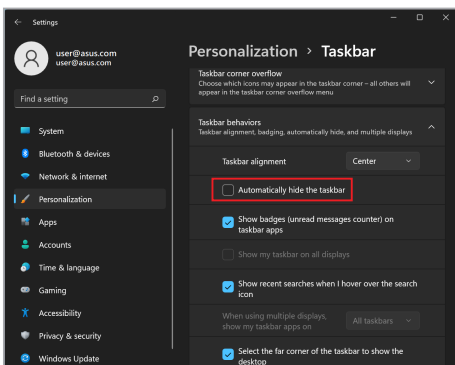 Settings
user@asus.com
user@asus.com
Find a setting
System
Bluetooth & devices
Network & internet
Personalization
Apps
Accounts
Time & language
Gaming
Accessibility
Privacy & security
Windows Update
Personalization > Taskbar
Taskbar corner overflow
Choose which icons may appear in the taskbar corner – all others will
appear in the taskbar corner overflow menu
Taskbar behaviors
Taskbar alignment, badging, automatically hide, and multiple displays
Taskbar alignment
Center
Automatically hide the taskbar
Show badges (unread messages counter) on
taskbar apps
Show my taskbar on all displays
Show recent searches when I hover over the search
icon
When using multiple displays,
show my taskbar apps on
All taskbars
Select the far corner of the taskbar to show the
desktop